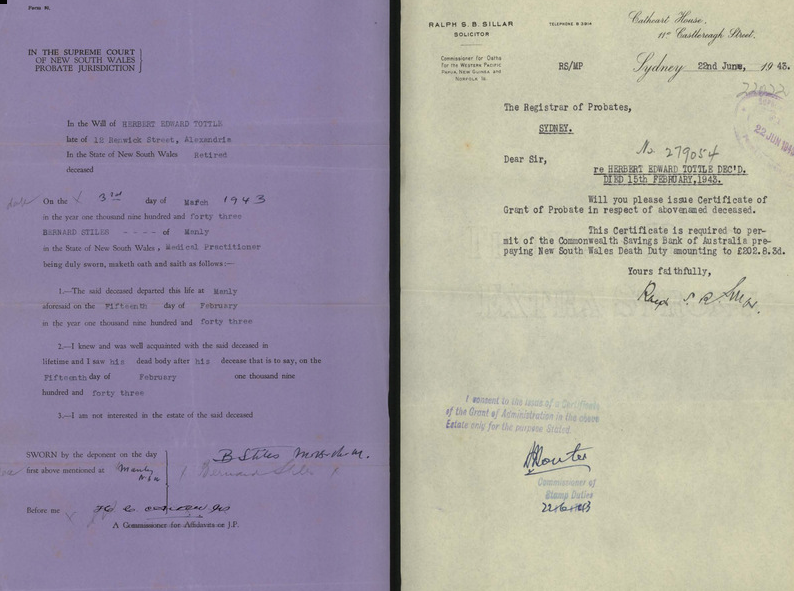 Form 91.
IN THE SUPREME COURT
OF NEW SOUTH WALES
PROBATE JURISDICTION
In the Will of HERBERT EDWARD TOTTLE
late of 12 Renwick Street, Alexandria
In the State of New South Wales Retired
deceased
On the 3rd day of March 1943
in the year one thousand nine hundred and forty three
BERNARD STILES - - - - of Manly
in the State of New South Wales, Medical Practitioner
being duly sworn, maketh oath and saith as follows:—
1.—The said deceased departed this life at Manly
aforesaid on the Fifteenth day of February
in the year one thousand nine hundred and forty three
2.—I knew and was well acquainted with the said deceased in
lifetime and I saw his dead body after his decease that is to say, on the
Fifteenth day of February one thousand nine
hundred and forty three
3.—I am not interested in the estate of the said deceased
SWORN by the deponent on the day
first above mentioned at Manly
B Stiles
Bernard Stiles
Before me
A Commissioner for Affidavits or J.P.
RALPH S. B. SILLAR
SOLICITOR
TELEPHONE B 2914
Cathcart House,
11c Castlereagh Street.
Commissioner for Oaths
For the Western Pacific
Papua, New Guinea, and
Norfolk Is.
RS/MP
Sydney 22nd June, 1943.
22 JUN 194
The Registrar of Probates,
SYDNEY.
No. 279054
Dear Sir,
re HERBERT EDWARD TOTTLE DEC'D.
DIED 15th FEBRUARY, 1943.
Will you please issue Certificate of
Grant of Probate in respect of abovenamed deceased.
This Certificate is required to per-
mit of the Commonwealth Savings Bank of Australia pre-
paying New South Wales Death Duty amounting to £202.8.3d.
Yours faithfully,
I consent to the issue of a Certificate
of the Grant of Administration in the above
Estate only for the purpose Stated.
Commissioner of
Stamp Duties
22/6/1943